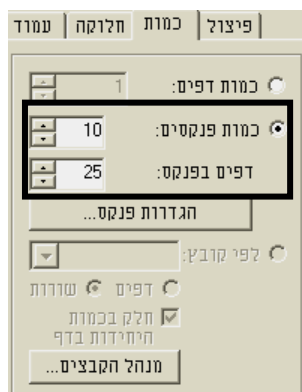 פיצול כמות חלוקה עמוד
כמות דפים: 1
כמות פנקסים: 10
דפים בפנקס: 25
הגדרות פנקס...
לפי קובץ:
דפים שורות
חלק בכמות
היחידות בדף
מנהל הקבצים...